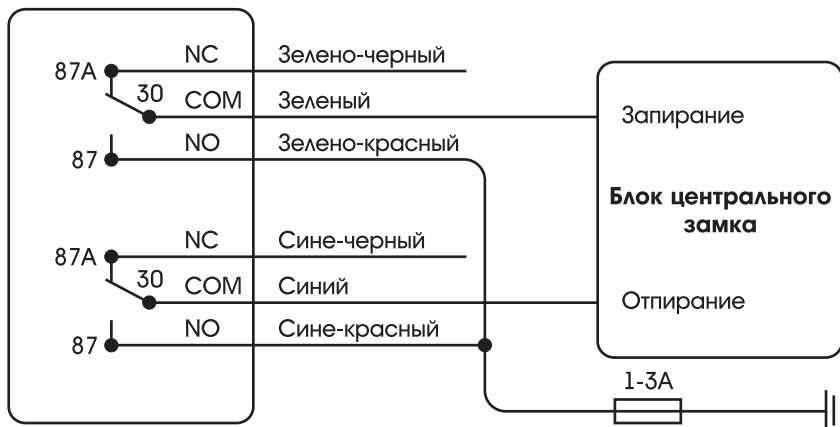 87A NC Зелено-черный
30 COM Зеленый
87 NO Зелено-красный
87A NC Сине-черный
30 COM Синий
87 NO Сине-красный
Запирание
Блок центрального
замка
Отпирание
1-3А